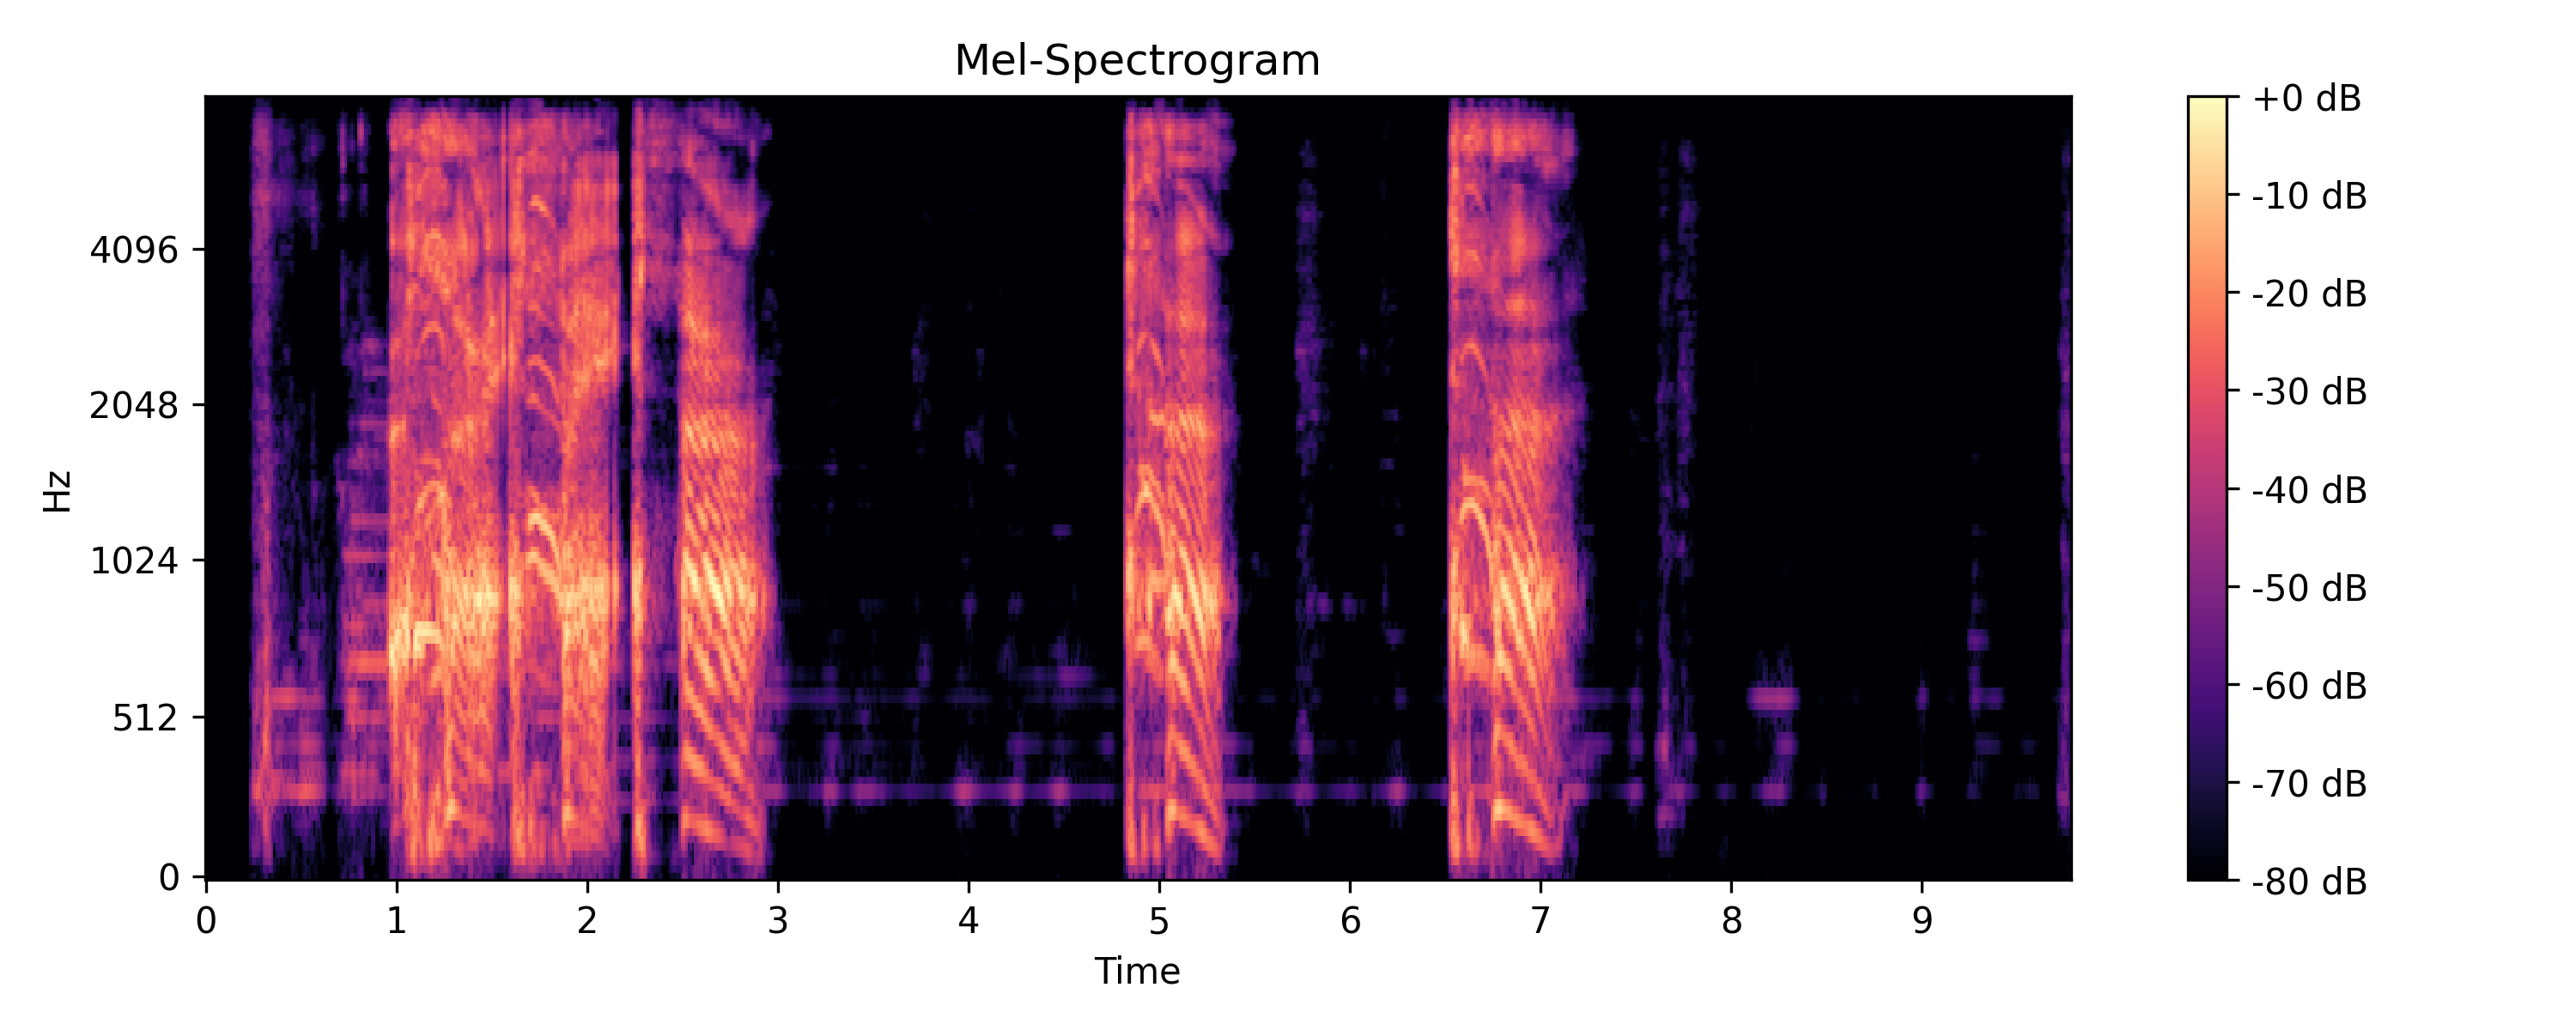 Mel-Spectrogram
+0 dB
-10 dB
-20 dB
-30 dB
-40 dB
-50 dB
-60 dB
-70 dB
-80 dB
4096
2048
1024
512
0
Hz
0 1 2 3 4 5 6 7 8 9
Time